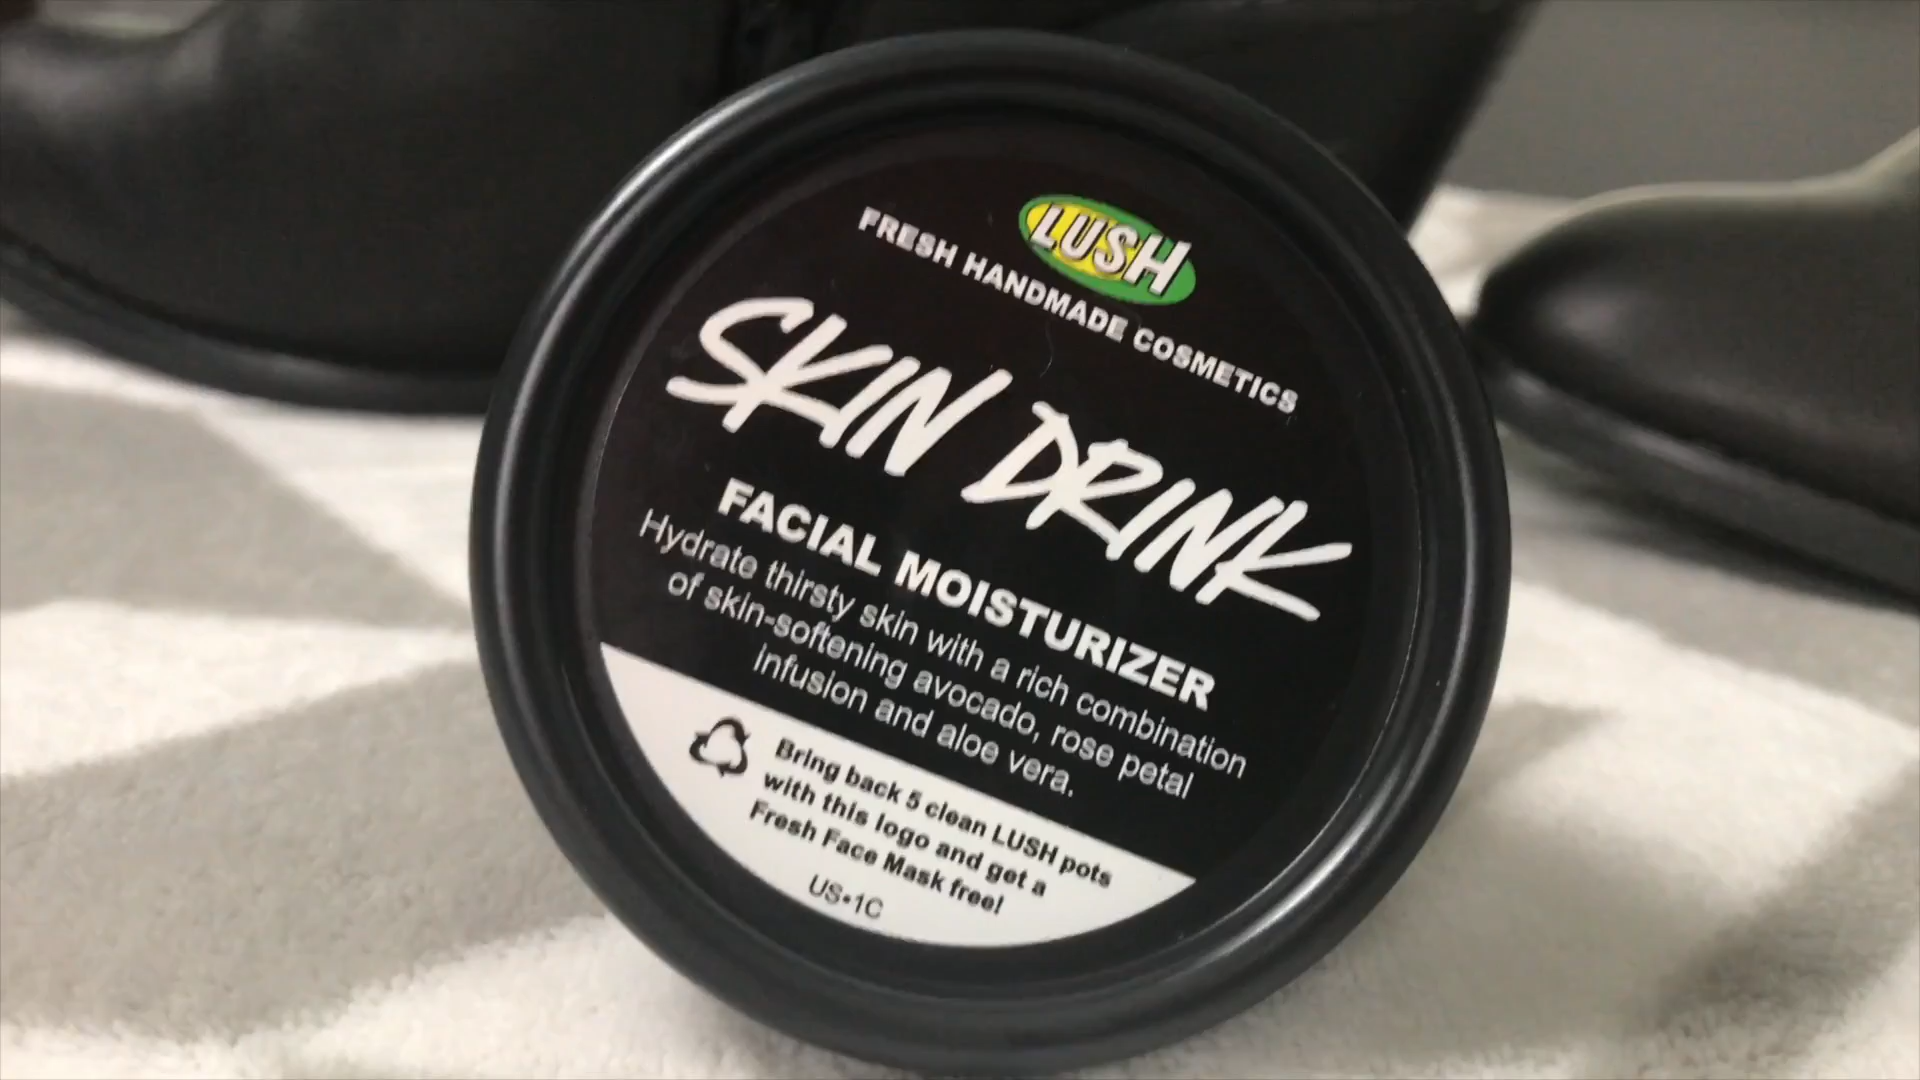 LUSH
FRESH HANDMADE COSMETICS
SKIN DRINK
FACIAL MOISTURIZER
Hydrate thirsty skin with a rich combination
of skin-softening avocado, rose petal
infusion and aloe vera.
Bring back 5 clean LUSH pots
with this logo and get a
Fresh Face Mask free!
US•1C